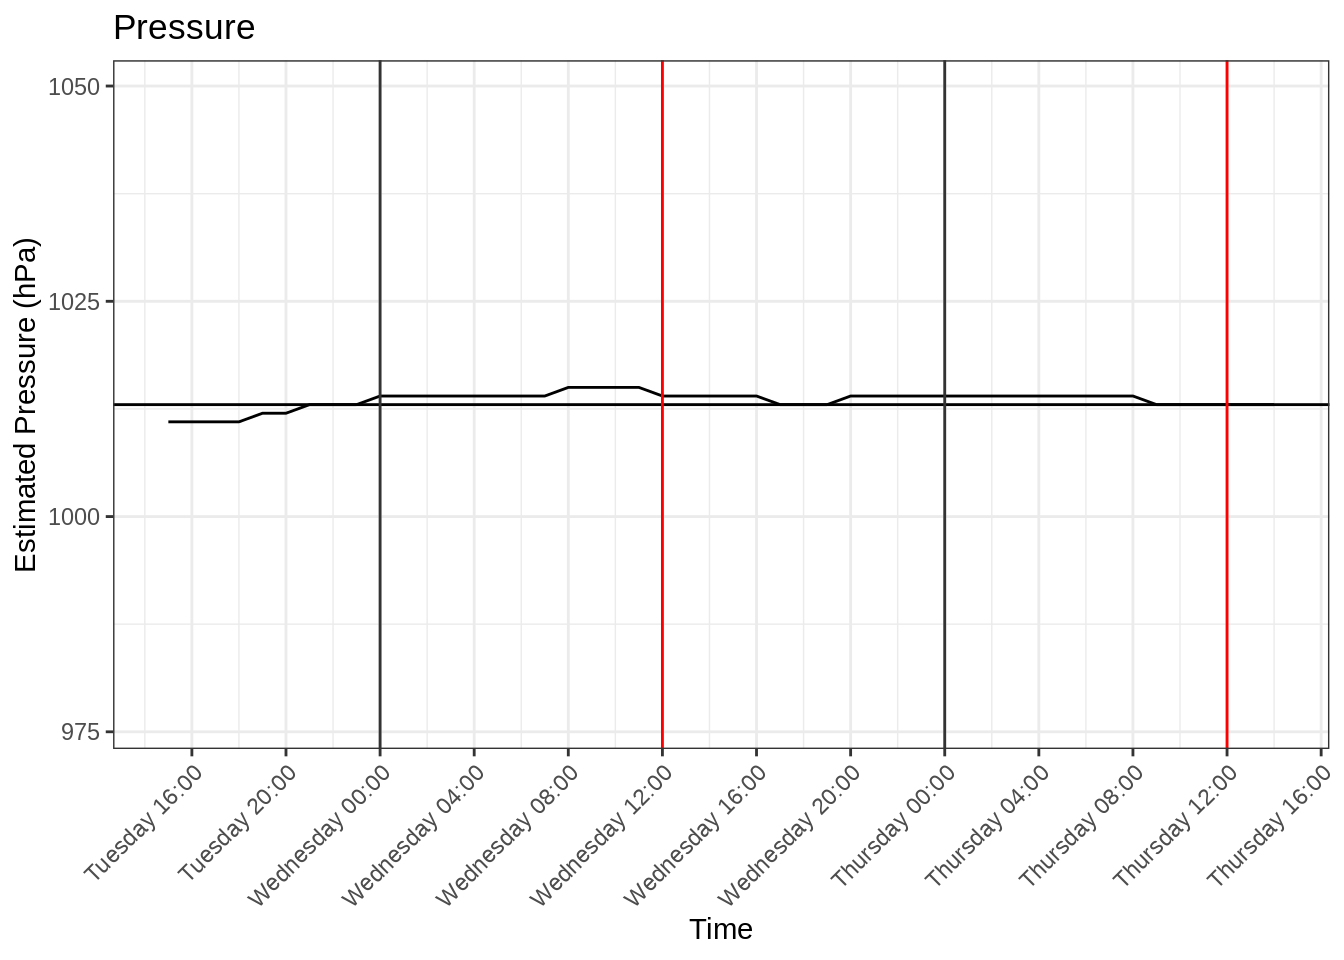 Pressure
1050
1025
1000
975
Estimated Pressure (hPa)
Tuesday 16:00
Tuesday 20:00
Wednesday 00:00
Wednesday 04:00
Wednesday 08:00
Wednesday 12:00
Wednesday 16:00
Wednesday 20:00
Thursday 00:00
Thursday 04:00
Thursday 08:00
Thursday 12:00
Thursday 16:00
Time